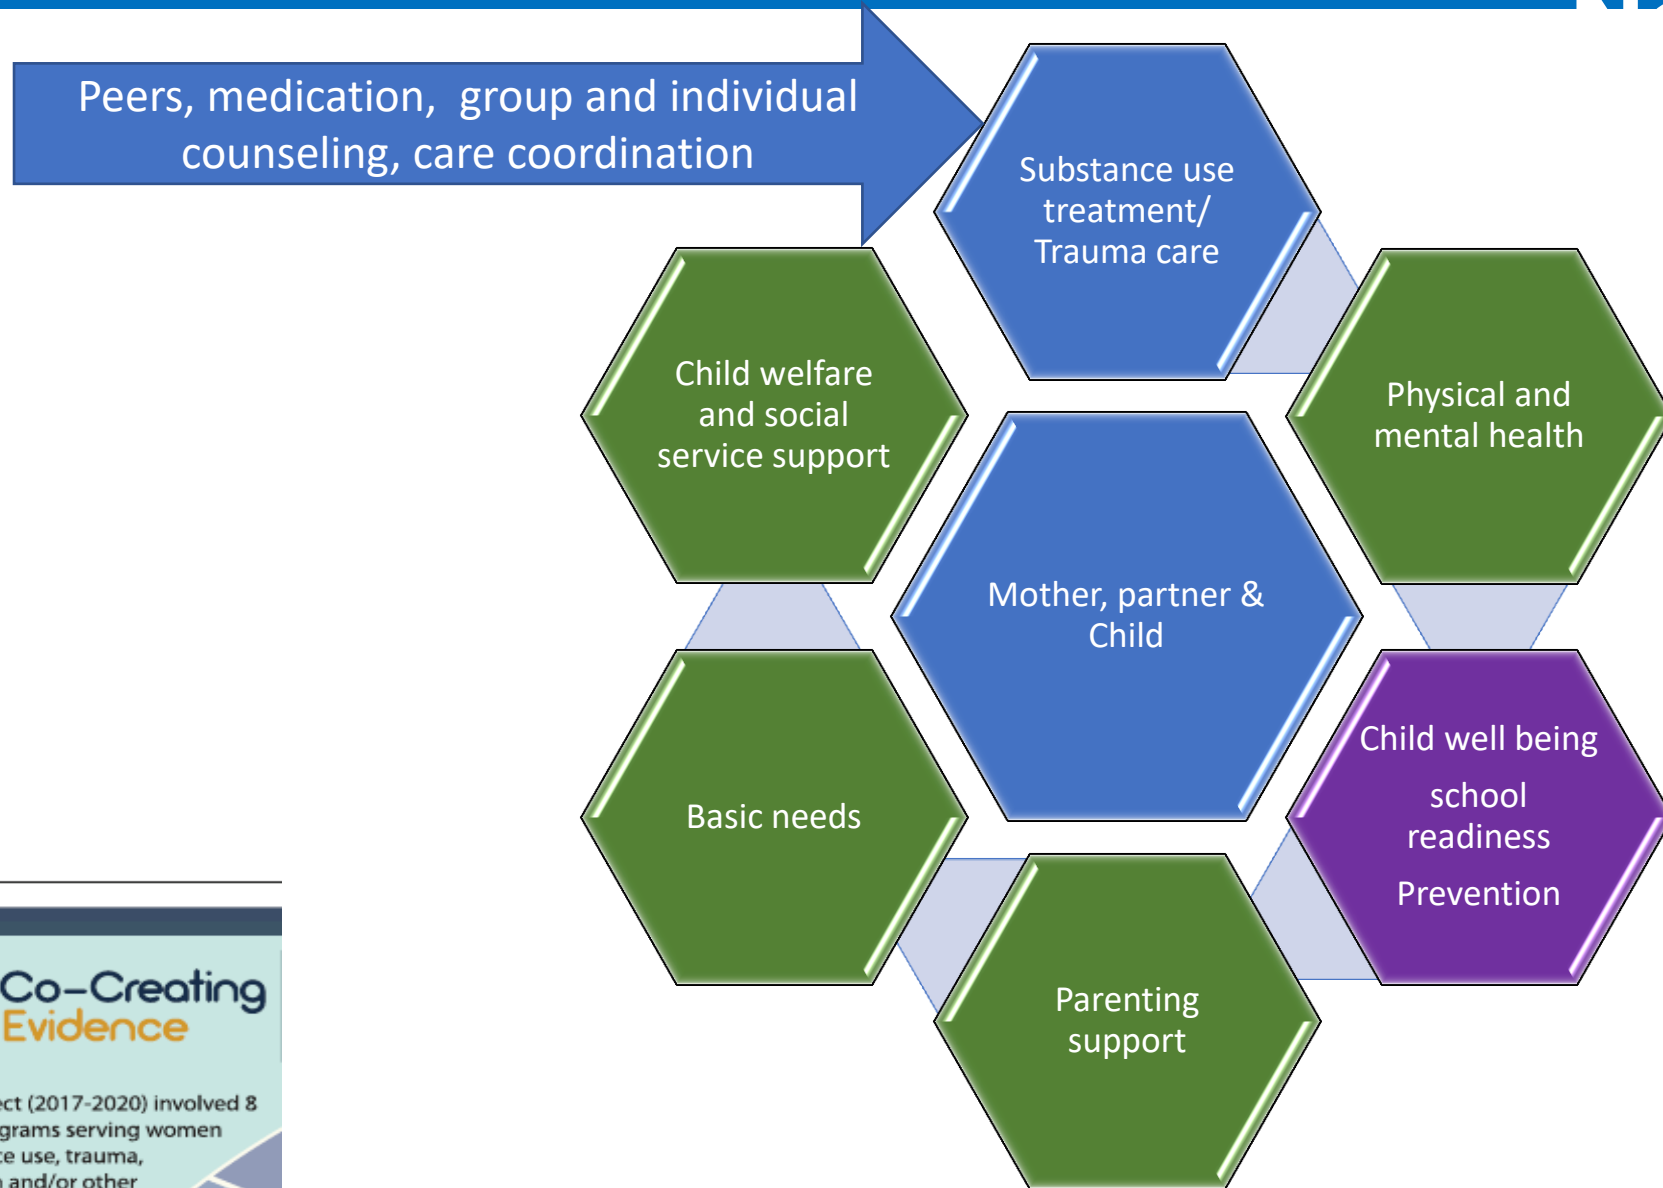 Peers, medication, group and individual
counseling, care coordination
Substance use
treatment/
Trauma care
Child welfare
and social
service support
Physical and
mental health
Mother, partner &
Child
Child well being
school
readiness
Prevention
Basic needs
Parenting
support
Co-Creating
Evidence
(2017-2020) involved 8
serving women
use, trauma,
and/or other